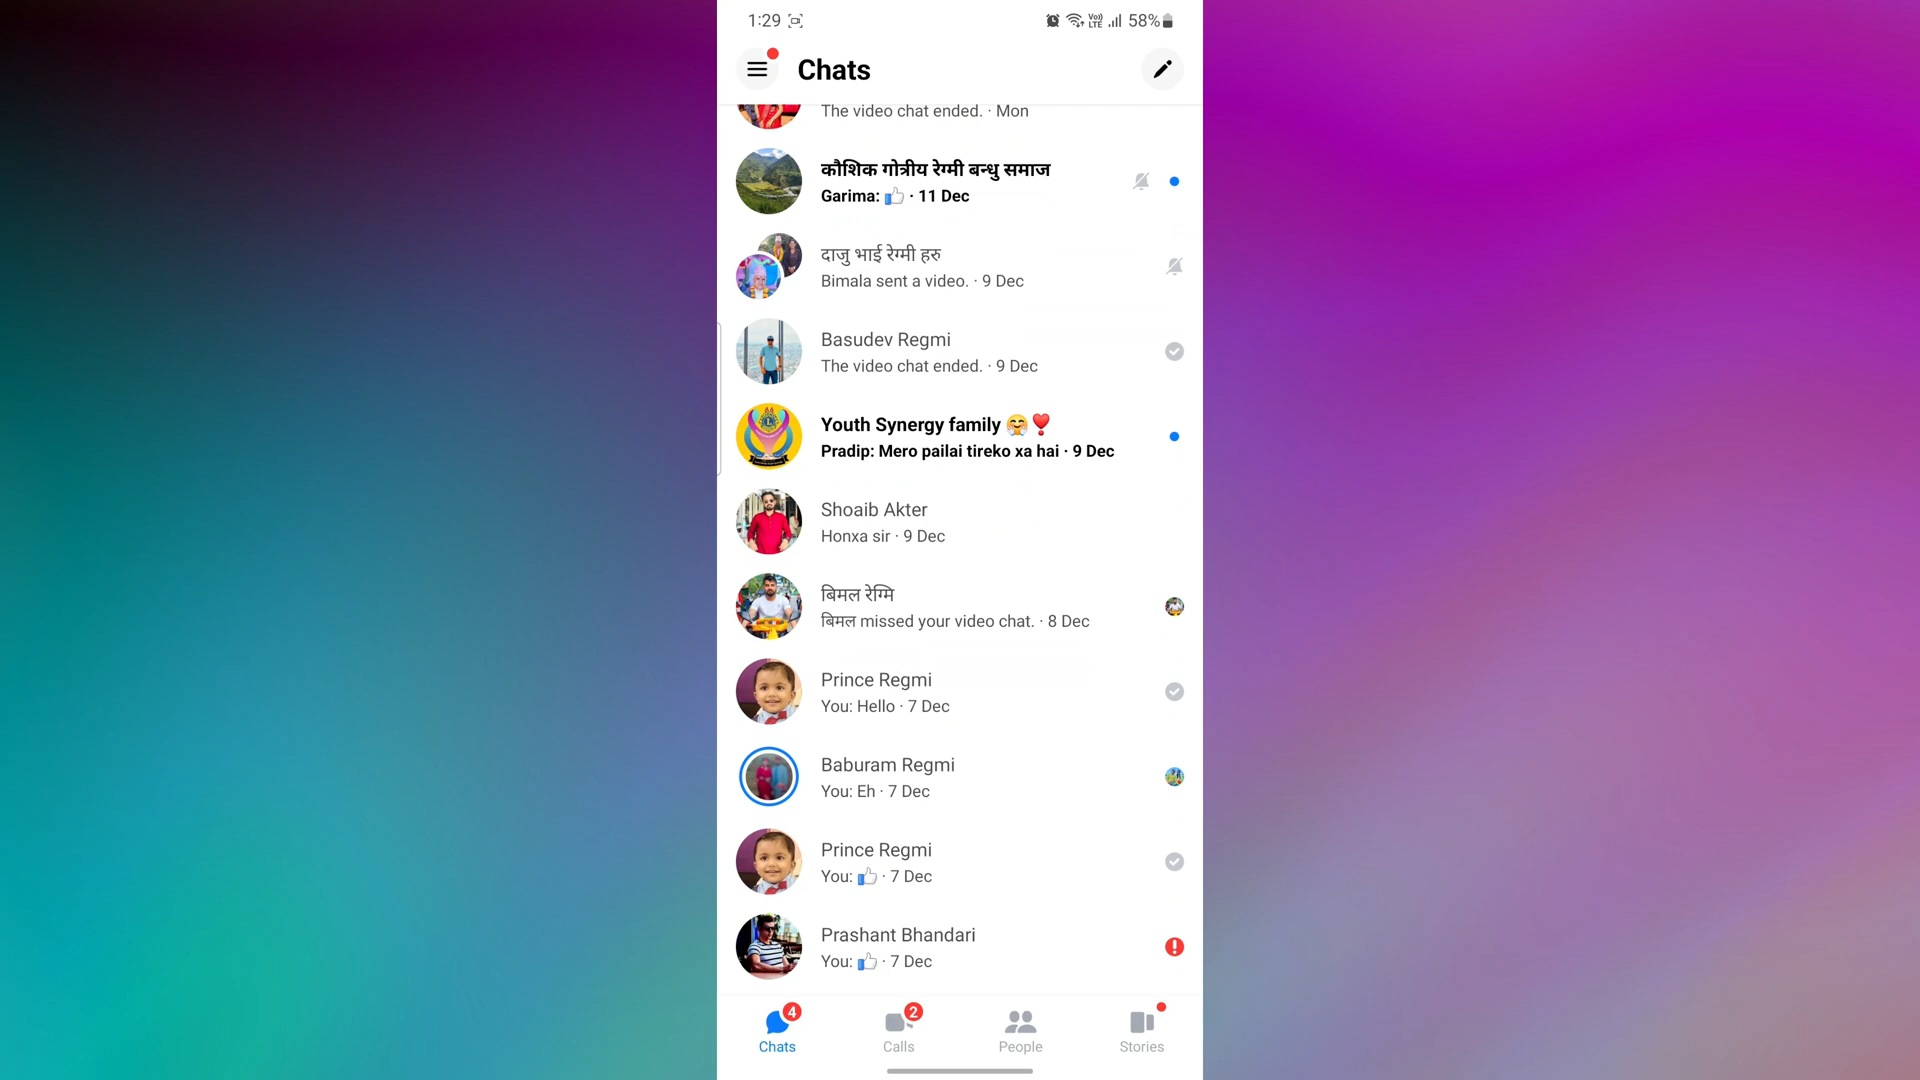 1:29 Vo) LTE 58%
Chats
The video chat ended. · Mon
कौशिक गोत्रीय रेग्मी बन्धु समाज
Garima: 👍 · 11 Dec
दाजु भाई रेग्मी हरु
Bimala sent a video. · 9 Dec
Basudev Regmi
The video chat ended. · 9 Dec
Youth Synergy family 🤗❣️
Pradip: Mero pailai tireko xa hai · 9 Dec
Shoaib Akter
Honxa sir · 9 Dec
बिमल रेग्मि
बिमल missed your video chat. · 8 Dec
Prince Regmi
You: Hello · 7 Dec
Baburam Regmi
You: Eh · 7 Dec
Prince Regmi
You: 👍 · 7 Dec
Prashant Bhandari
You: 👍 · 7 Dec
4 2
Chats Calls People Stories